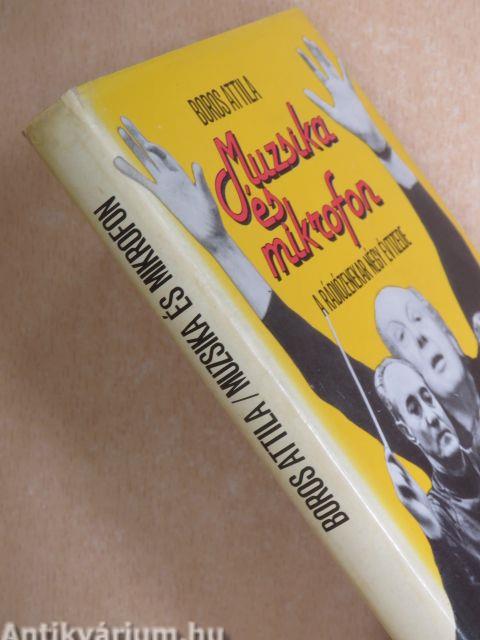 BOROS ATTILA
Muzsika
és
mikrofon
A RÁDIÓZENEKAR NÉGY ÉVTIZEDE
BOROS ATTILA / MUZSIKA ÉS MIKROFON
Antikvárium.hu